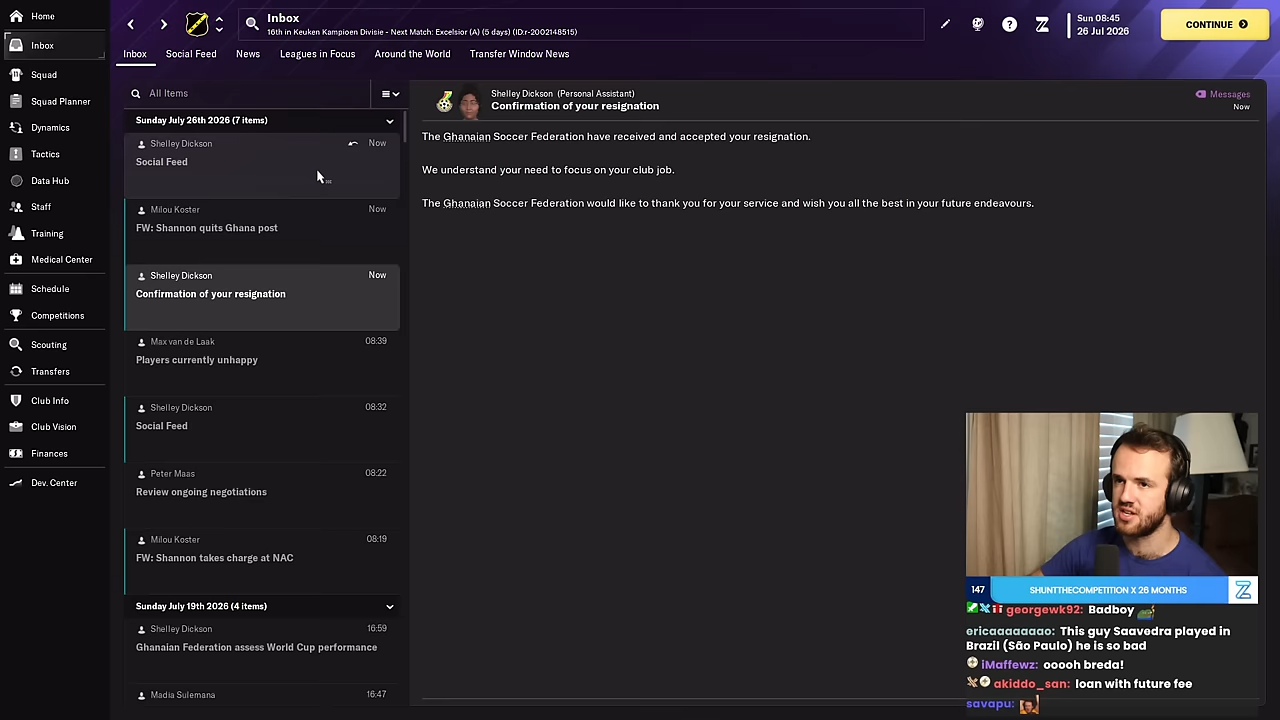 Home
Inbox
Squad
Squad Planner
Dynamics
Tactics
Data Hub
Staff
Training
Medical Center
Schedule
Competitions
Scouting
Transfers
Club Info
Club Vision
Finances
Dev. Center
Inbox
16th in Keuken Kampioen Divisie - Next Match: Excelsior (A) (5 days) (ID:r-2002148515)
Sun 08:45
26 Jul 2026
CONTINUE
Inbox
Social Feed
News
Leagues in Focus
Around the World
Transfer Window News
All Items
Sunday July 26th 2026 (7 items)
Shelley Dickson
Now
Social Feed
Milou Koster
Now
FW: Shannon quits Ghana post
Shelley Dickson
Now
Confirmation of your resignation
Max van de Laak
08:39
Players currently unhappy
Shelley Dickson
08:32
Social Feed
Peter Maas
08:22
Review ongoing negotiations
Milou Koster
08:19
FW: Shannon takes charge at NAC
Sunday July 19th 2026 (4 items)
Shelley Dickson
16:59
Ghanaian Federation assess World Cup performance
Madia Sulemana
16:47
Shelley Dickson (Personal Assistant)
Confirmation of your resignation
Messages
Now
The Ghanaian Soccer Federation have received and accepted your resignation.
We understand your need to focus on your club job.
The Ghanaian Soccer Federation would like to thank you for your service and wish you all the best in your future endeavours.
147
SHUNTTHECOMPETITION X 26 MONTHS
georgewk92: Badboy
ericaaaaaaao: This guy Saavedra played in
Brazil (São Paulo) he is so bad
iMaffewz: ooooh breda!
akiddo_san: loan with future fee
savapu: